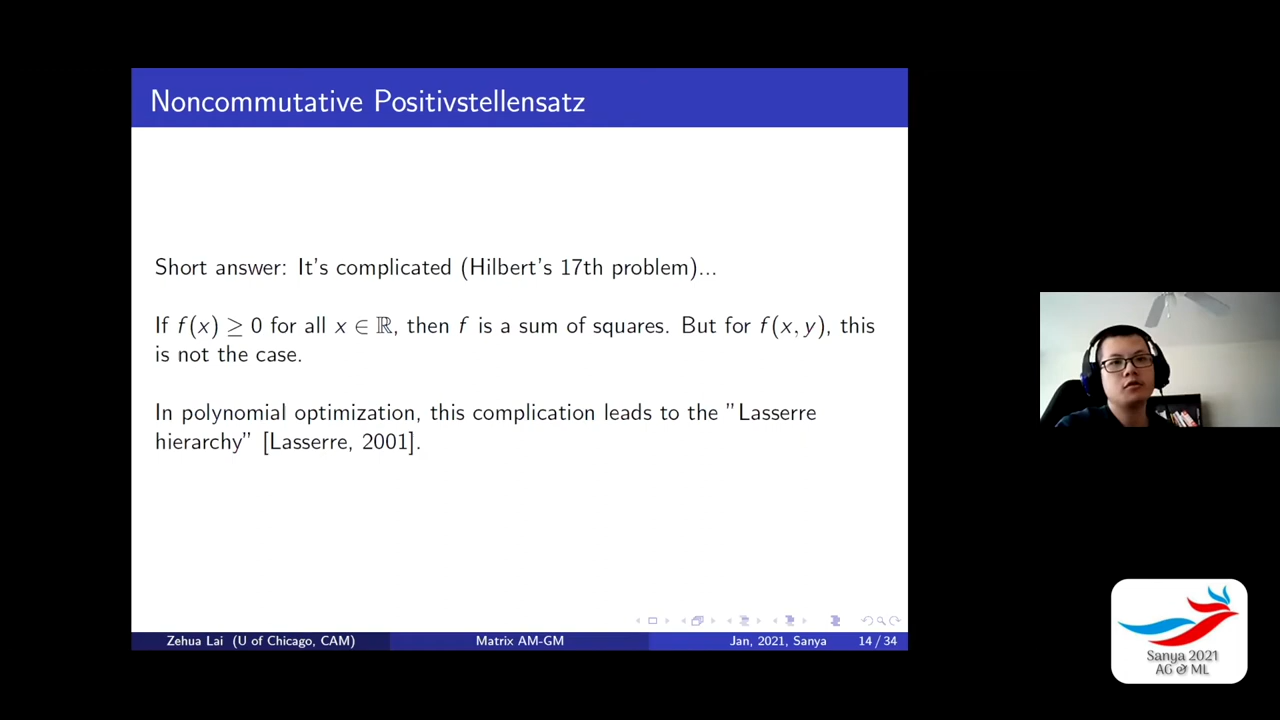 Noncommutative Positivstellensatz
Short answer: It's complicated (Hilbert's 17th problem)...
If f(x) ≥ 0 for all x ∈ ℝ, then f is a sum of squares. But for f(x, y), this
is not the case.
In polynomial optimization, this complication leads to the "Lasserre
hierarchy" [Lasserre, 2001].
Zehua Lai (U of Chicago, CAM) Matrix AM-GM Jan, 2021, Sanya 14 / 34
Sanya 2021
AG & ML